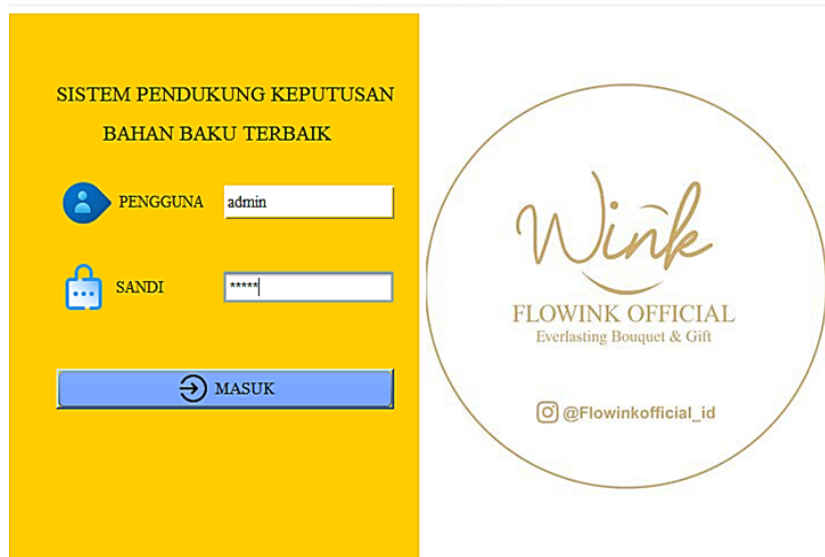 SISTEM PENDUKUNG KEPUTUSAN
BAHAN BAKU TERBAIK
PENGGUNA
admin
SANDI
*****
MASUK
Wink
FLOWINK OFFICIAL
Everlasting Bouquet & Gift
@Flowinkofficial_id